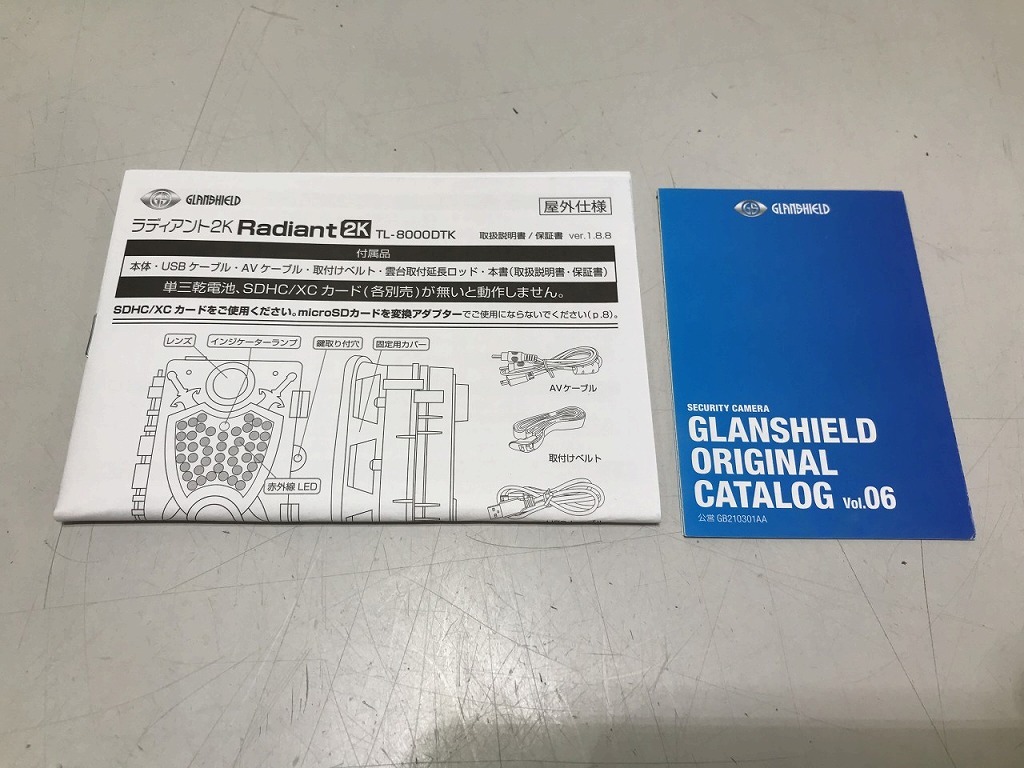 GLANSHIELD
屋外仕様
ラディアント2K Radiant 2K TL-8000DTK 取扱説明書/保証書 ver.1.8.8
付属品
本体・USBケーブル・AVケーブル・取付けベルト・雲台取付延長ロッド・本書(取扱説明書・保証書)
単三乾電池、SDHC/XCカード(各別売)が無いと動作しません。
SDHC/XCカードをご使用ください。microSDカードを変換アダプターでご使用にならないでください(p.8)。
レンズ
インジケーターランプ
鍵取り付穴
固定用カバー
AVケーブル
取付けベルト
赤外線LED
GLANSHIELD
SECURITY CAMERA
GLANSHIELD
ORIGINAL
CATALOG Vol.06
公営 GB210301AA